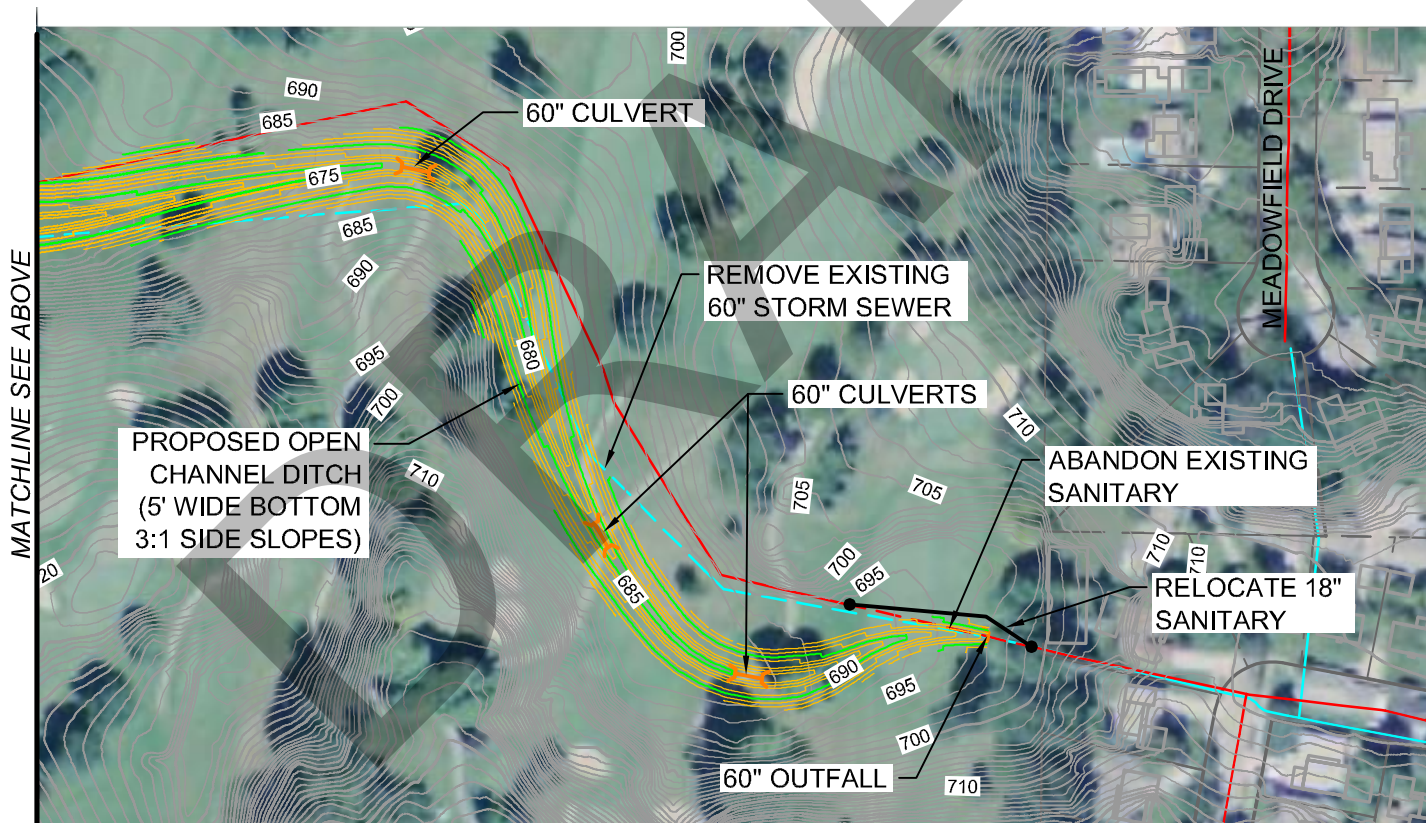 700
690
685
60" CULVERT
675
685
690
MEADOWFIELD DRIVE
MATCHLINE SEE ABOVE
REMOVE EXISTING
60" STORM SEWER
680
695
700
60" CULVERTS
710
PROPOSED OPEN
CHANNEL DITCH
(5' WIDE BOTTOM
3:1 SIDE SLOPES)
710
705
705
ABANDON EXISTING
SANITARY
20
685
700
695
710
710
RELOCATE 18"
SANITARY
690
695
700
60" OUTFALL
710
DRAFT